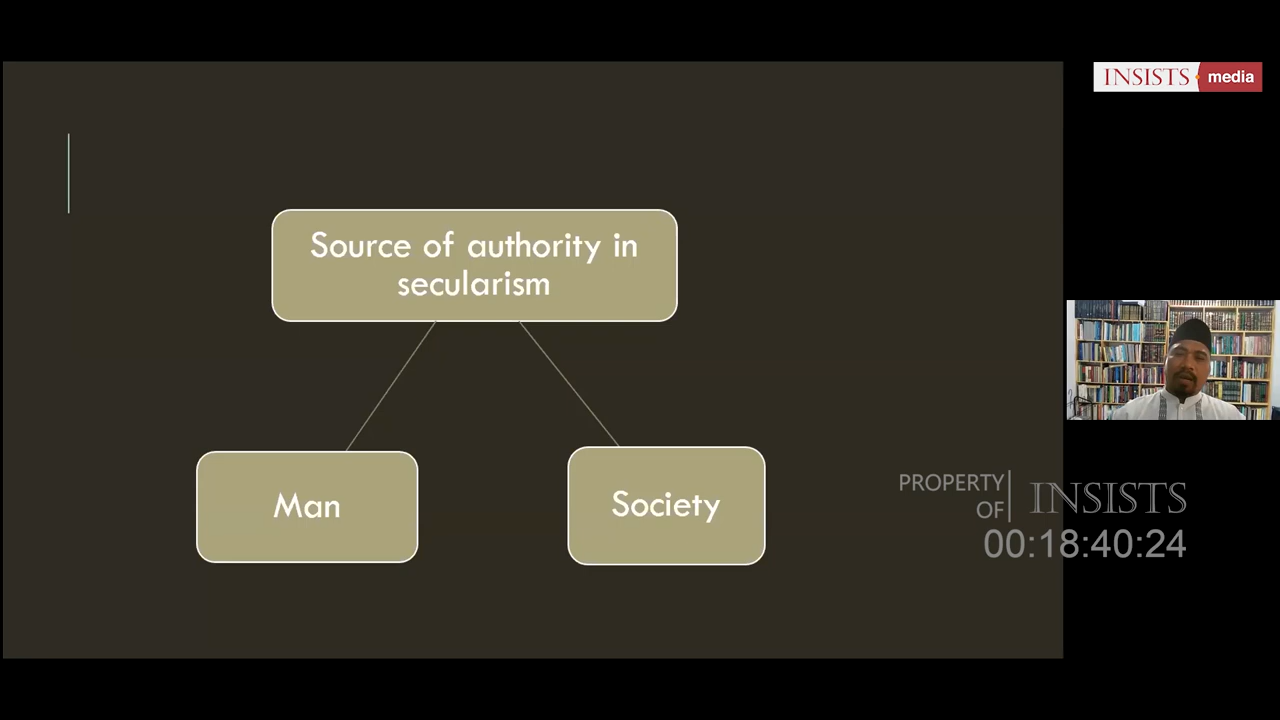 INSISTS media
Source of authority in
secularism
Man
Society
PROPERTY
OF
INSISTS
00:18:40:24